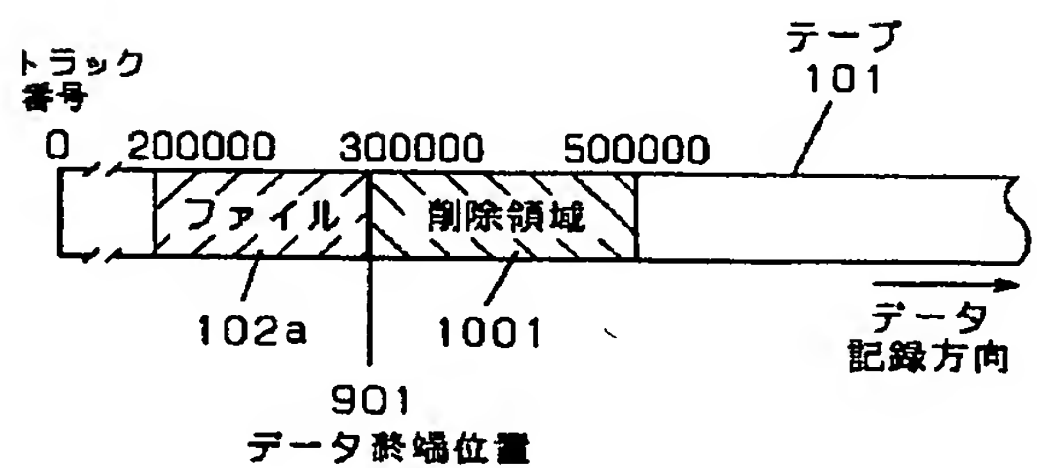 テープ
101
トラック
番号
0 200000 300000 500000
ファイル 削除領域
102a 1001
データ
記録方向
901
データ終端位置